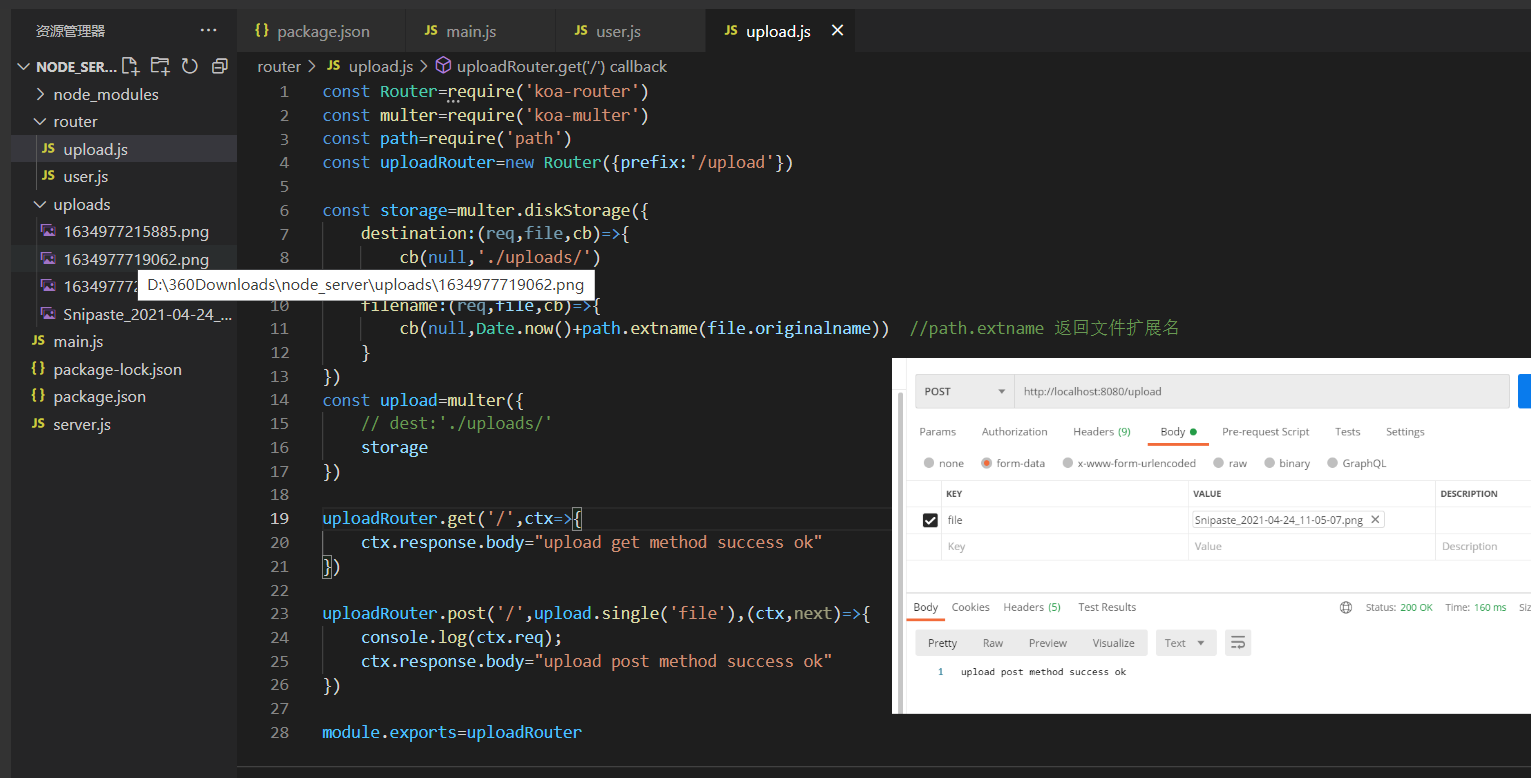 资源管理器 ···
NODE_SER...
node_modules
router
JS upload.js
JS user.js
uploads
1634977215885.png
1634977719062.png
16349777
Snipaste_2021-04-24_...
JS main.js
{} package-lock.json
{} package.json
JS server.js
{} package.json JS main.js JS user.js JS upload.js ×
router > JS upload.js > uploadRouter.get('/') callback
1 const Router=require('koa-router')
2 const multer=require('koa-multer')
3 const path=require('path')
4 const uploadRouter=new Router({prefix:'/upload'})
5
6 const storage=multer.diskStorage({
7 destination:(req,file,cb)=>{
8 cb(null,'./uploads/')
D:\360Downloads\node_server\uploads\1634977719062.png
10 filename:(req,file,cb)=>{
11 cb(null,Date.now()+path.extname(file.originalname)) //path.extname 返回文件扩展名
12 }
13 })
14 const upload=multer({
15 // dest:'./uploads/'
16 storage
17 })
18
19 uploadRouter.get('/',ctx=>{
20 ctx.response.body="upload get method success ok"
21 })
22
23 uploadRouter.post('/',upload.single('file'),(ctx,next)=>{
24 console.log(ctx.req);
25 ctx.response.body="upload post method success ok"
26 })
27
28 module.exports=uploadRouter
POST http://localhost:8080/upload
Params Authorization Headers (9) Body Pre-request Script Tests Settings
none form-data x-www-form-urlencoded raw binary GraphQL
KEY VALUE DESCRIPTION
file Snipaste_2021-04-24_11-05-07.png ×
Key Value Description
Body Cookies Headers (5) Test Results Status: 200 OK Time: 160 ms
Pretty Raw Preview Visualize Text
1 upload post method success ok